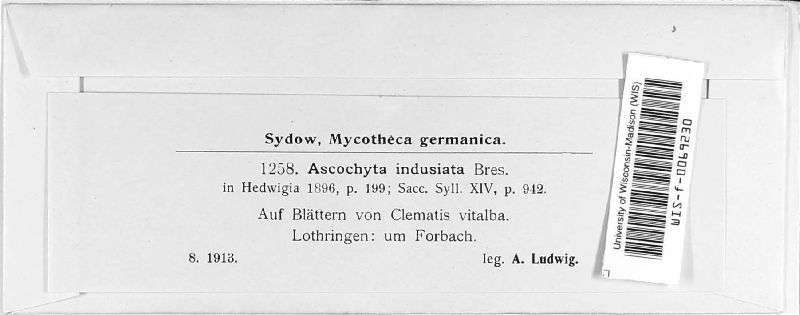 Sydow, Mycothèca germanica.
1258. Ascochyta indusiata Bres.
in Hedwigia 1896, p. 199; Sacc. Syll. XIV, p. 942.
Auf Blättern von Clematis vitalba.
Lothringen: um Forbach.
8. 1913. leg. A. Ludwig.
University of Wisconsin-Madison (WIS)
WIS-f-0069230